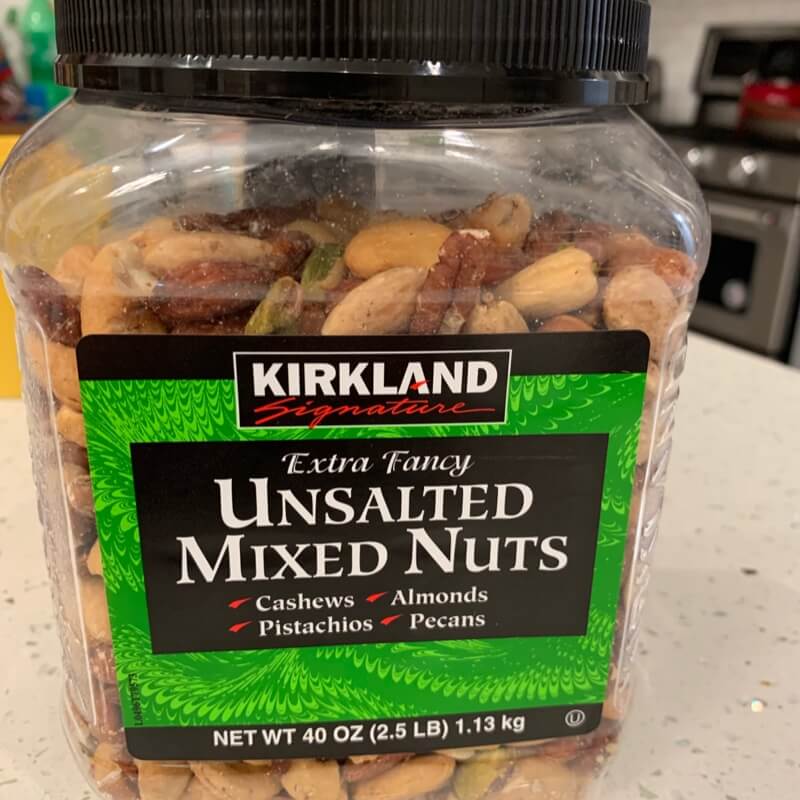 KIRKLAND
Signature
Extra Fancy
UNSALTED
MIXED NUTS
Cashews Almonds
Pistachios Pecans
NET WT 40 OZ (2.5 LB) 1.13 kg
U